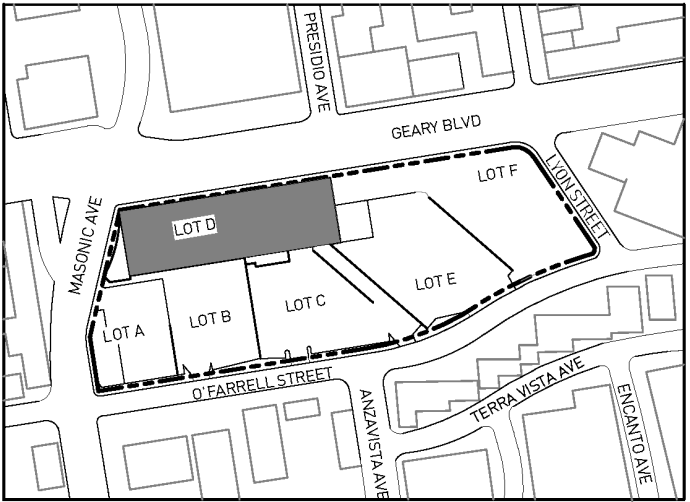 PRESIDIO AVE
GEARY BLVD
LOT F
LYON STREET
MASONIC AVE
LOT D
LOT E
LOT C
LOT B
LOT A
O'FARRELL STREET
ANZAVISTA AVE
TERRA VISTA AVE
ENCANTO AVE